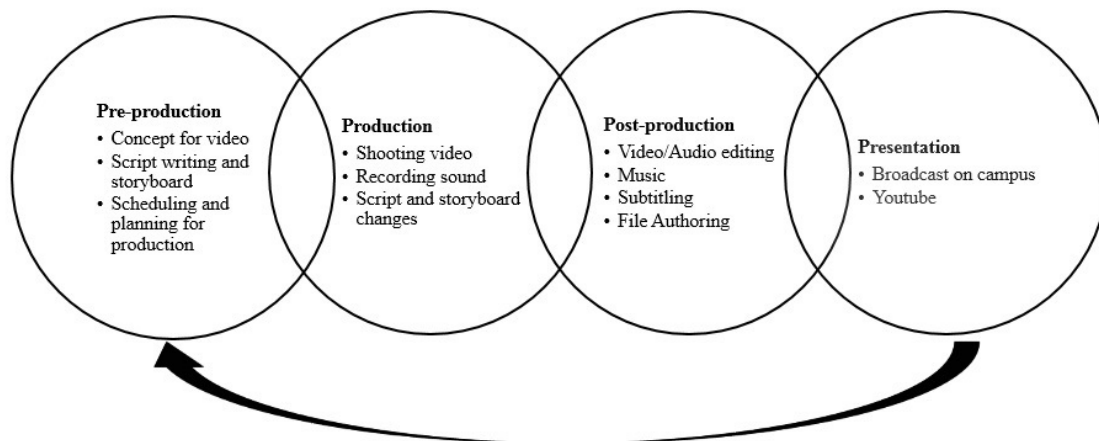 Pre-production
• Concept for video
• Script writing and
storyboard
• Scheduling and
planning for
production
Production
• Shooting video
• Recording sound
• Script and storyboard
changes
Post-production
• Video/Audio editing
• Music
• Subtitling
• File Authoring
Presentation
• Broadcast on campus
• Youtube